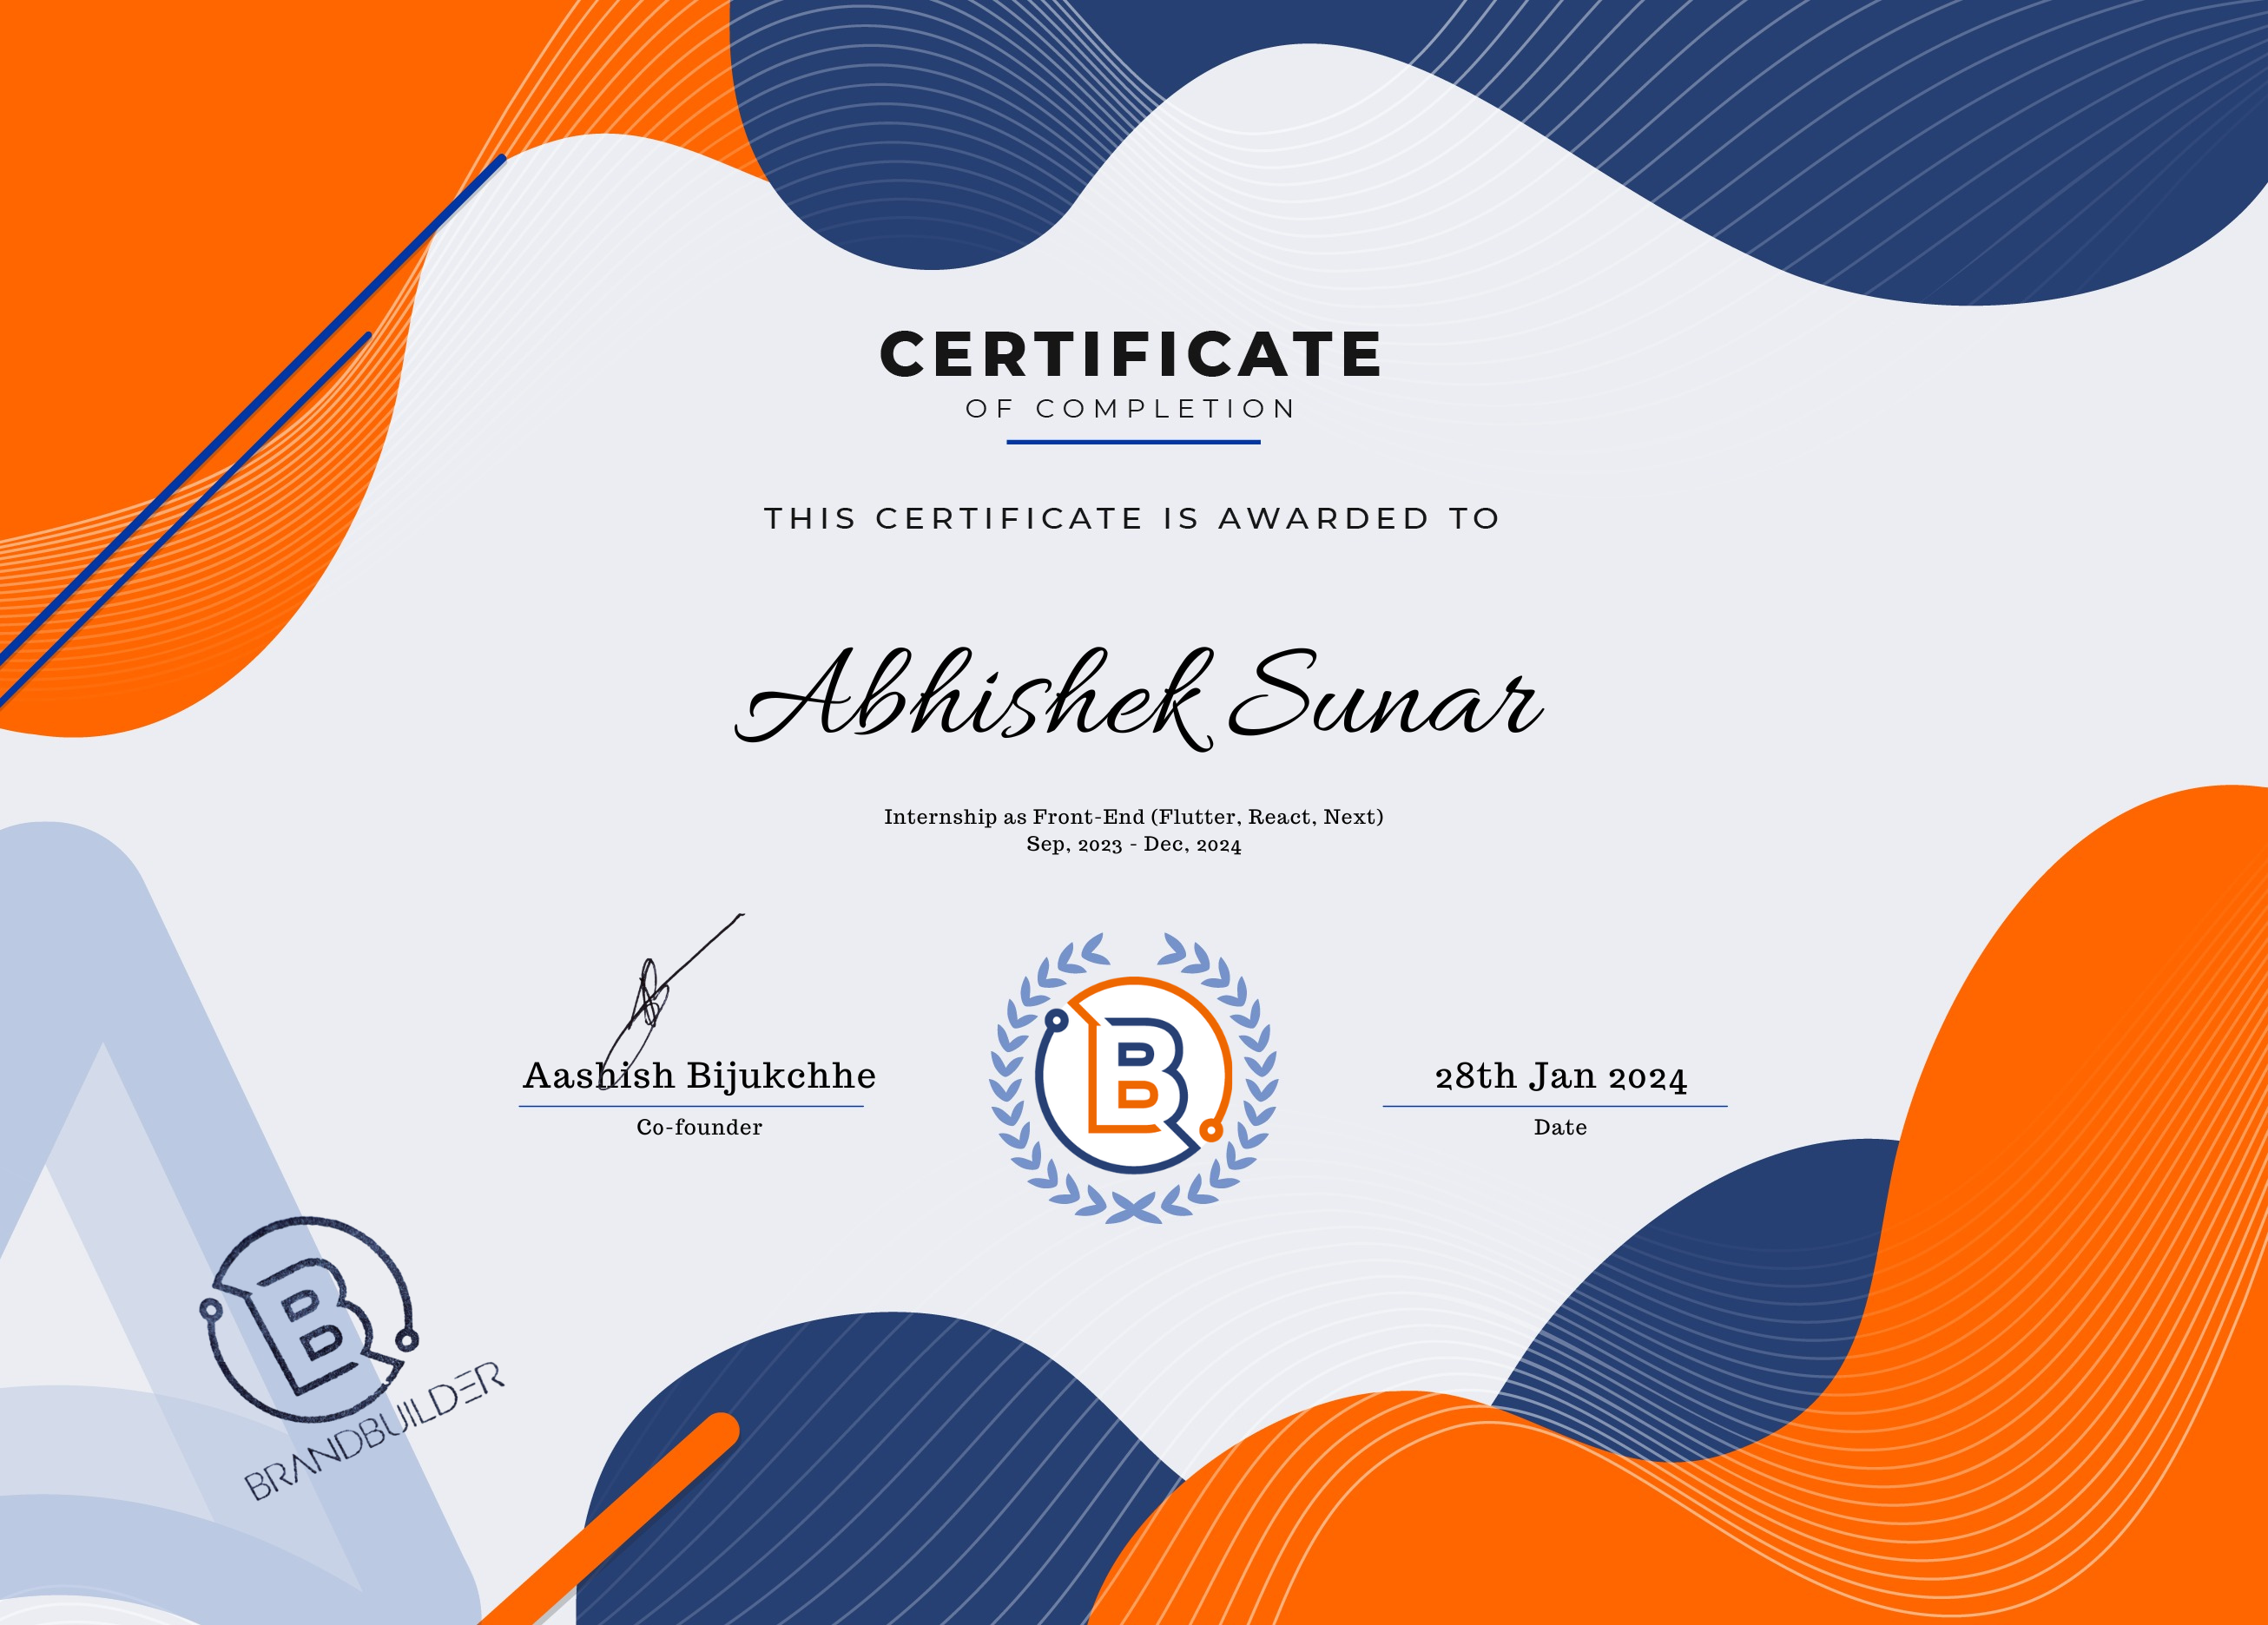 CERTIFICATE
OF COMPLETION
THIS CERTIFICATE IS AWARDED TO
Abhishek Sunar
Internship as Front-End (Flutter, React, Next)
Sep, 2023 - Dec, 2024
Aashish Bijukchhe
Co-founder
B
28th Jan 2024
Date
B
BRANDBUILDER